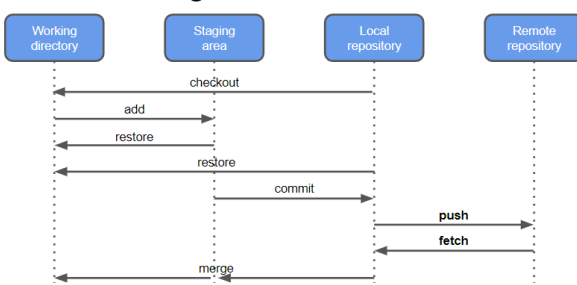 Working
directory
Staging
area
Local
repository
Remote
repository
checkout
add
restore
restore
commit
push
fetch
merge